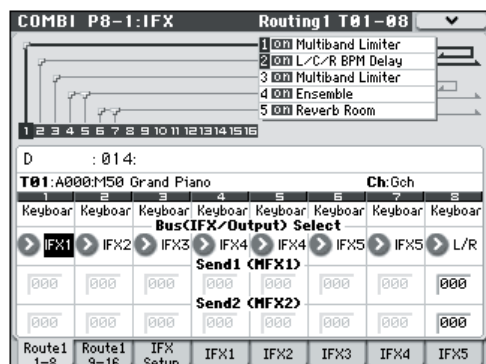 COMBI P8-1:IFX Routing1 T01-08
1 on Multiband Limiter
2 on L/C/R BPM Delay
3 on Multiband Limiter
4 on Ensemble
5 on Reverb Room
1 2 3 4 5 6 7 8 9 10 11 12 13 14 15 16
D :014:
T01:A000:M50 Grand Piano Ch:Gch
1 2 3 4 5 6 7 8
Keyboar Keyboar Keyboar Keyboar Keyboar Keyboar Keyboar Keyboar
Bus(IFX/Output) Select
IFX1 IFX2 IFX3 IFX4 IFX4 IFX5 IFX5 L/R
Send1 (MFX1)
000 000 000 000 000 000 000 000
Send2 (MFX2)
000 000 000 000 000 000 000 000
Route1 1-8 Route1 9-16 IFX Setup IFX1 IFX2 IFX3 IFX4 IFX5